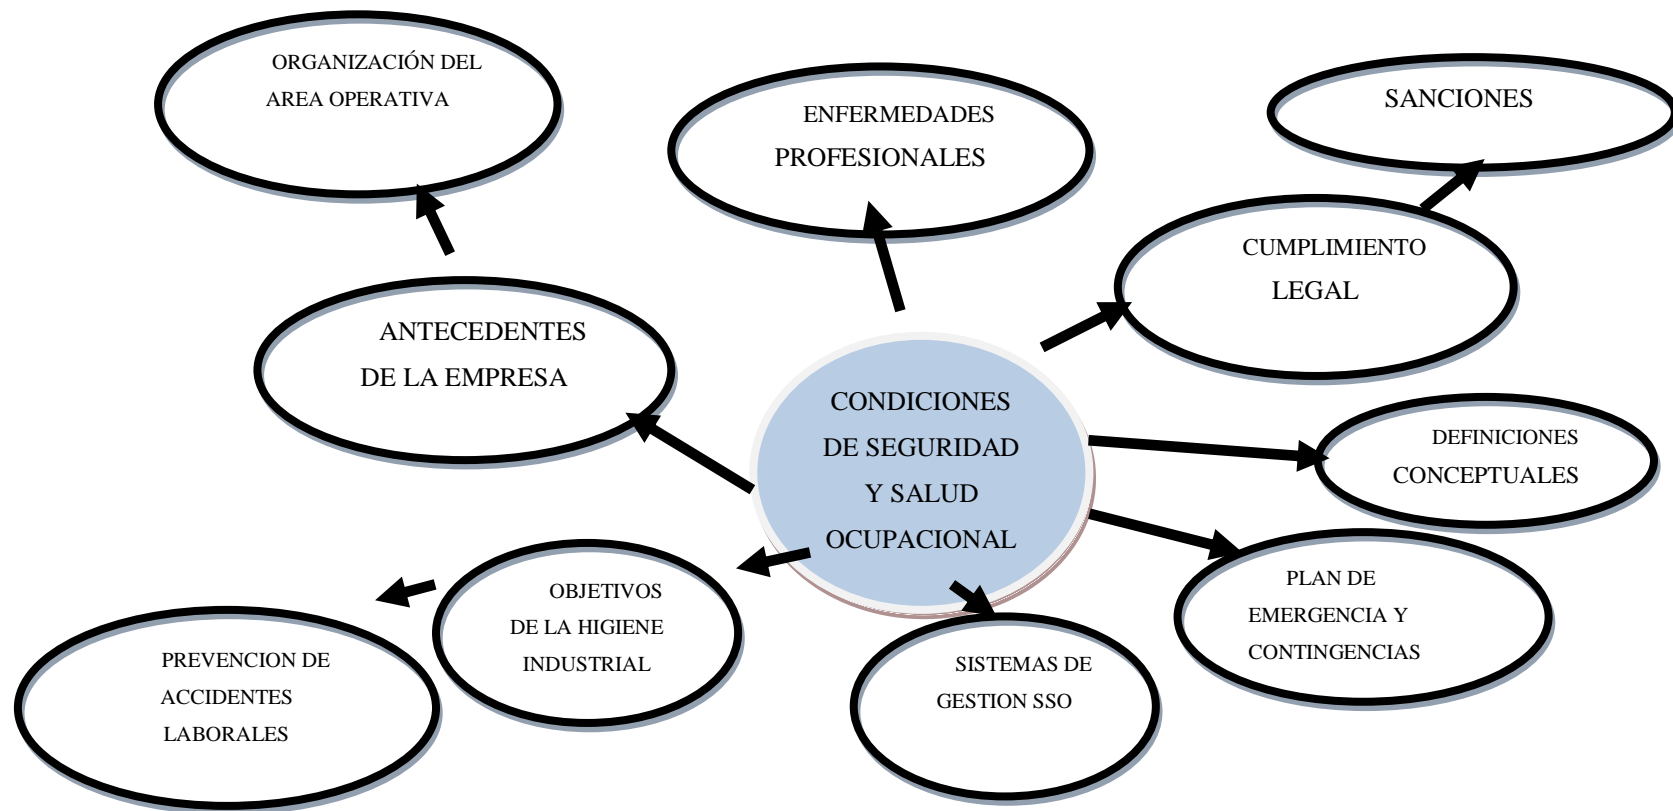 ORGANIZACIÓN DEL
AREA OPERATIVA
ENFERMEDADES
PROFESIONALES
SANCIONES
CUMPLIMIENTO
LEGAL
ANTECEDENTES
DE LA EMPRESA
CONDICIONES
DE SEGURIDAD
Y SALUD
OCUPACIONAL
DEFINICIONES
CONCEPTUALES
PLAN DE
EMERGENCIA Y
CONTINGENCIAS
OBJETIVOS
DE LA HIGIENE
INDUSTRIAL
SISTEMAS DE
GESTION SSO
PREVENCION DE
ACCIDENTES
LABORALES